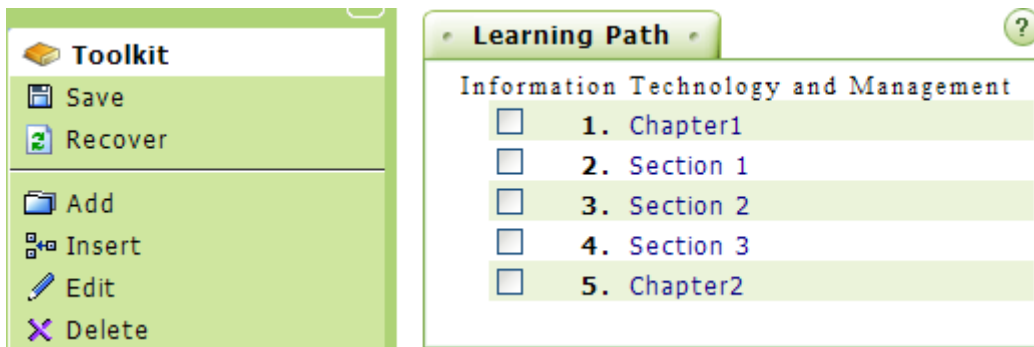 Toolkit
Save
Recover
Add
Insert
Edit
Delete
Learning Path
?
Information Technology and Management
1. Chapter1
2. Section 1
3. Section 2
4. Section 3
5. Chapter2